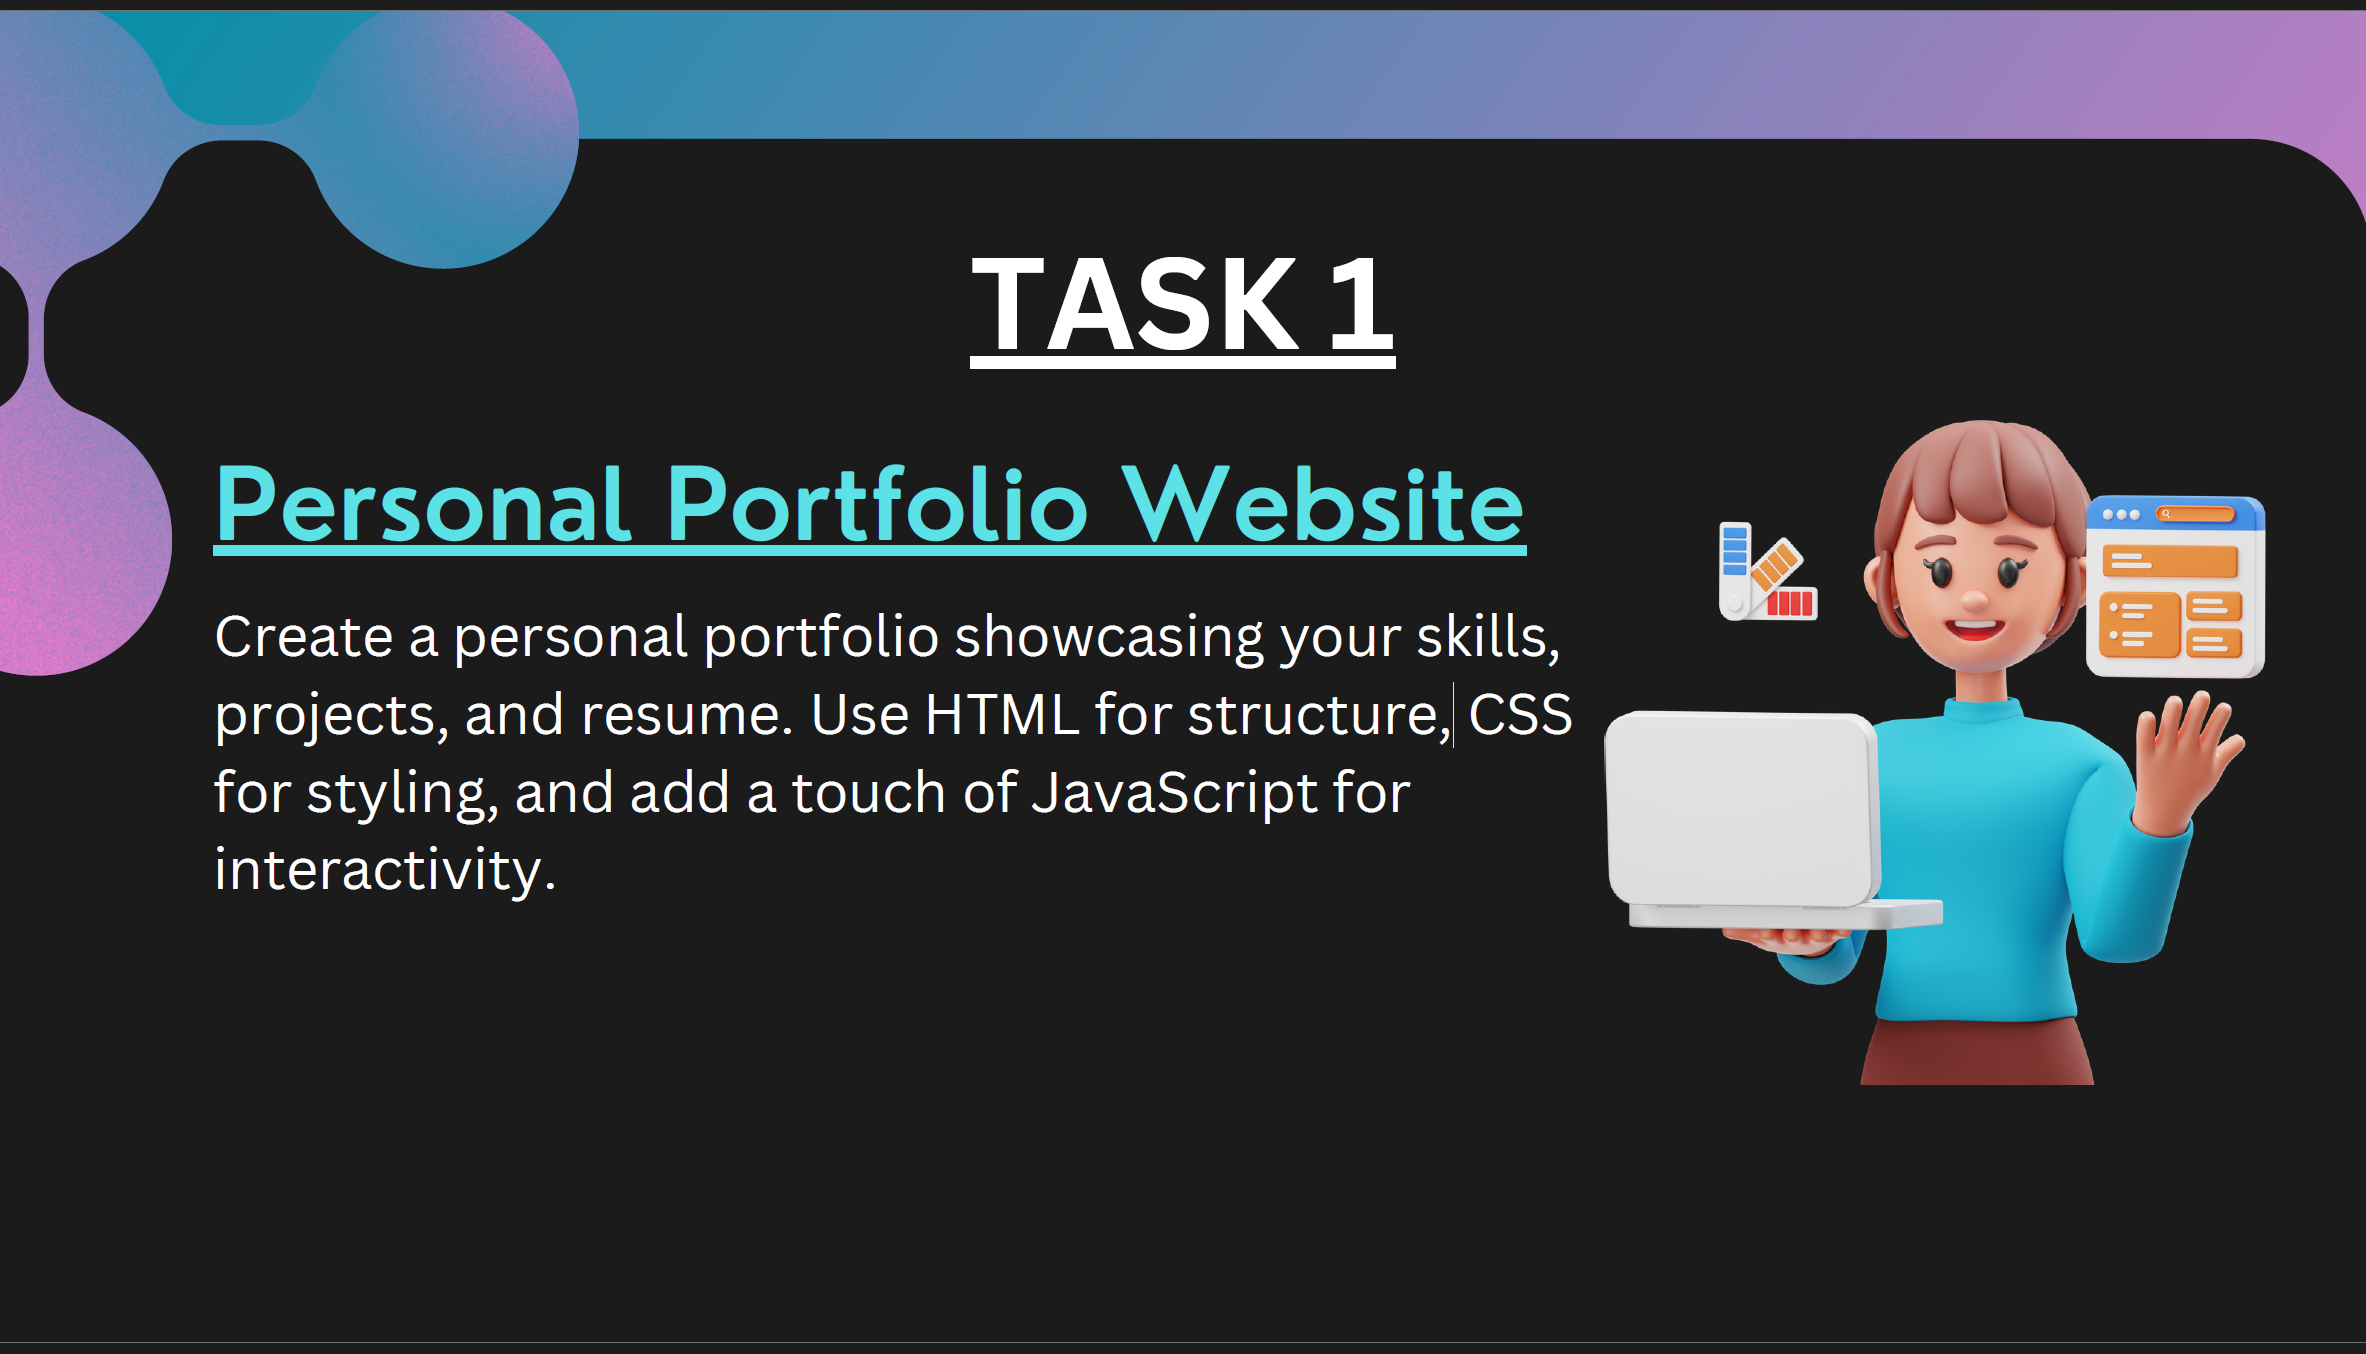 TASK 1
Personal Portfolio Website
Create a personal portfolio showcasing your skills,
projects, and resume. Use HTML for structure, CSS
for styling, and add a touch of JavaScript for
interactivity.